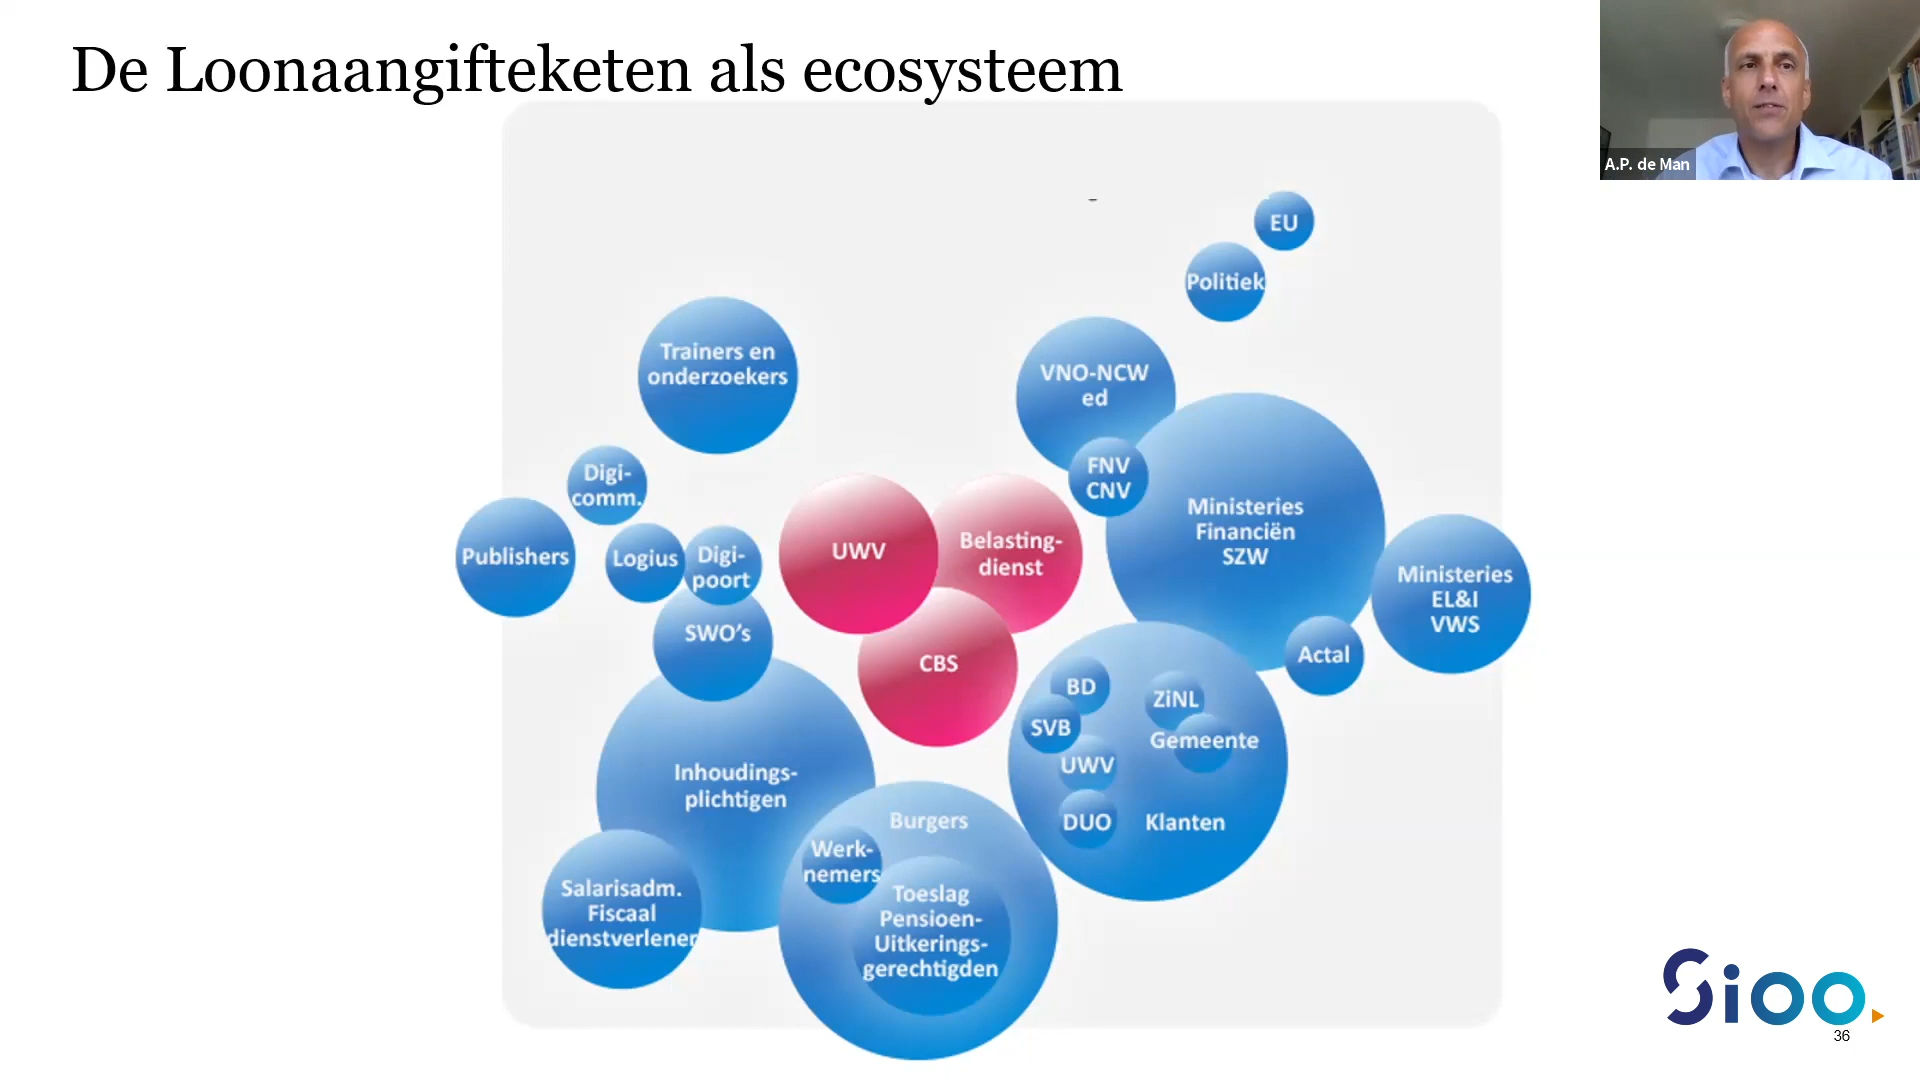 De Loonaangifteketen als ecosysteem
A.P. de Man
EU
Politiek
Trainers en
onderzoekers
VNO-NCW
ed
FNV
CNV
Digi-
comm.
Ministeries
Financiën
SZW
Publishers
Logius
Digi-
poort
UWV
Belasting-
dienst
Ministeries
EL&I
VWS
SWO’s
CBS
Actal
BD
ZiNL
SVB
Gemeente
UWV
DUO
Klanten
Inhoudings-
plichtigen
Burgers
Werk-
nemers
Toeslag
Pensioen-
Uitkerings-
gerechtigden
Salarisadm.
Fiscaal
dienstverlener
Sioo
36